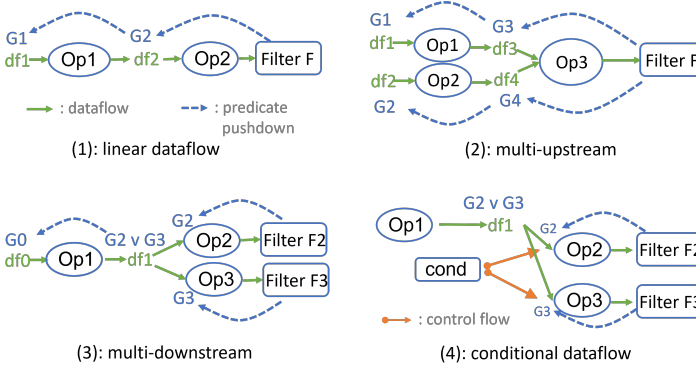 G1 G2
df1 Op1 df2 Op2 Filter F
: dataflow : predicate
pushdown
(1): linear dataflow
G1 G3
df1 Op1 df3
Op3 Filter F
df2 Op2 df4
G2 G4
(2): multi-upstream
G2
G0 G2 v G3 Op2 Filter F2
df0 Op1 df1
Op3 Filter F3
G3
(3): multi-downstream
G2 v G3
Op1 df1 G2
Op2 Filter F2
cond
Op3 Filter F3
G3
: control flow
(4): conditional dataflow